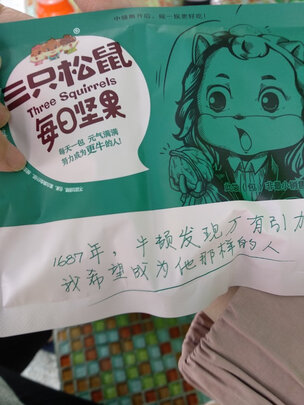 三只松鼠
Three Squirrels
每日坚果
每天一包 元气满满
努力成为更牛的人!
1687年，牛顿发现万有引力
我希望成为他那样的人